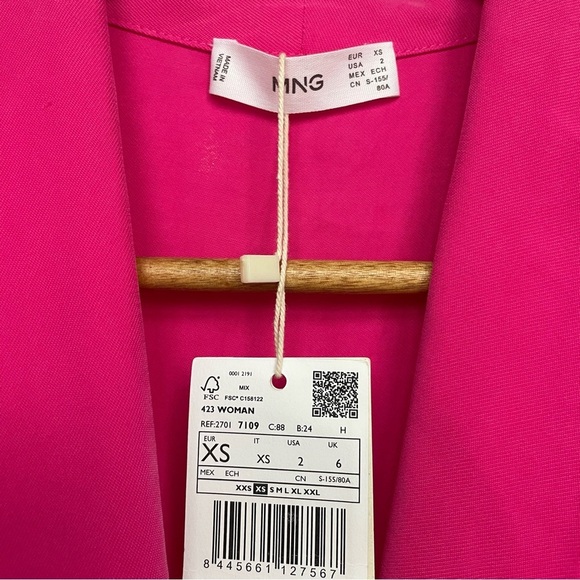 MADE IN
VIETNAM
MNG
EUR XS
USA 2
MEX ECH
CN S-155/
80A
0001 2191
FSC
MIX
FSC® C158122
423 WOMAN
REF:2701 7109 C:88 B:24 H
EUR IT USA UK
XS XS 2 6
MEX ECH CN S-155/80A
XXS XS S M L XL XXL
8 445661 127567